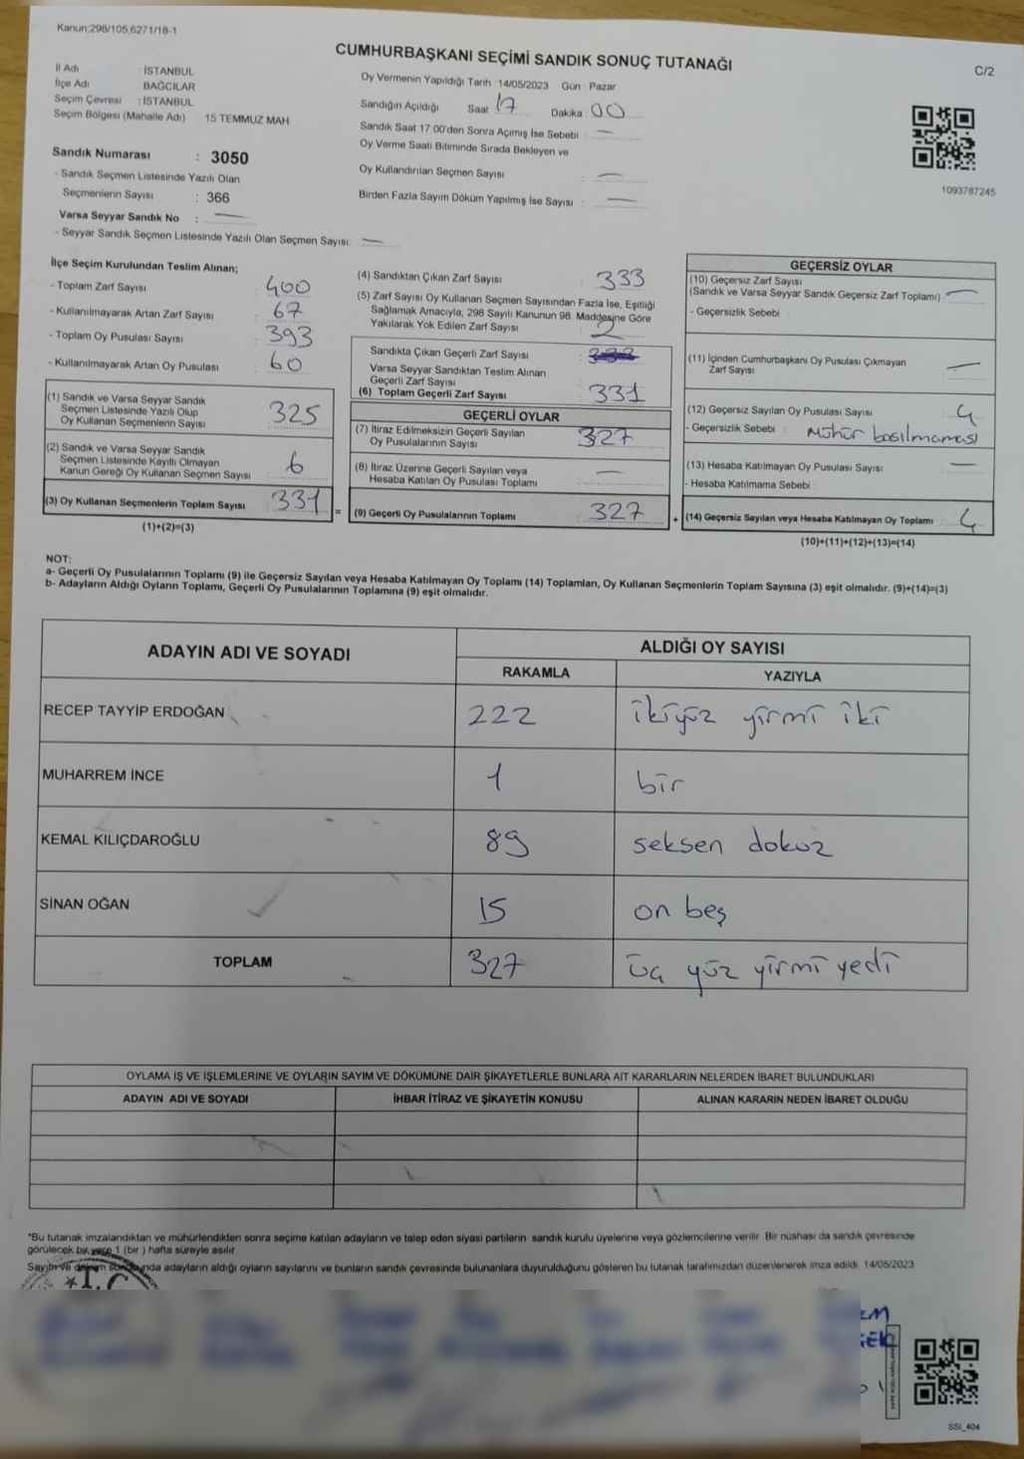 Kanun:298/105,6271/18-1
CUMHURBAŞKANI SEÇİMİ SANDIK SONUÇ TUTANAĞI
C/2
İl Adı : İSTANBUL
İlçe Adı : BAĞCILAR
Seçim Çevresi : İSTANBUL
Seçim Bölgesi (Mahalle Adı) 15 TEMMUZ MAH
Oy Vermenin Yapıldığı Tarih 14/05/2023 Gün Pazar
Sandığın Açıldığı Saat 17 Dakika 00
Sandık Saat 17:00'den Sonra Açımış İse Sebebi : —
Oy Verme Saati Bitiminde Sırada Bekleyen ve
Oy Kullandırılan Seçmen Sayısı : —
Birden Fazla Sayım Döküm Yapılmış İse Sayısı : —
1093787245
Sandık Numarası : 3050
- Sandık Seçmen Listesinde Yazılı Olan
Seçmenlerin Sayısı : 366
Varsa Seyyar Sandık No : —
- Seyyar Sandık Seçmen Listesinde Yazılı Olan Seçmen Sayısı: —
İlçe Seçim Kurulundan Teslim Alınan;
- Toplam Zarf Sayısı : 400
- Kullanılmayarak Artan Zarf Sayısı : 67
- Toplam Oy Pusulası Sayısı : 393
- Kullanılmayarak Artan Oy Pusulası : 60
(1) Sandık ve Varsa Seyyar Sandık
Seçmen Listesinde Yazılı Olup
Oy Kullanan Seçmenlerin Sayısı : 325
(2) Sandık ve Varsa Seyyar Sandık
Seçmen Listesinde Kayıtlı Olmayan
Kanun Gereği Oy Kullanan Seçmen Sayısı : 6
(3) Oy Kullanan Seçmenlerin Toplam Sayısı : 331
(1)+(2)=(3)
(4) Sandıktan Çıkan Zarf Sayısı : 333
(5) Zarf Sayısı Oy Kullanan Seçmen Sayısından Fazla İse, Eşitliği
Sağlamak Amacıyla, 298 Sayılı Kanunun 98. Maddesine Göre
Yakılarak Yok Edilen Zarf Sayısı : 2
Sandıkta Çıkan Geçerli Zarf Sayısı :
Varsa Seyyar Sandıktan Teslim Alınan
Geçerli Zarf Sayısı
(6) Toplam Geçerli Zarf Sayısı : 331
GEÇERLİ OYLAR
(7) İtiraz Edilmeksizin Geçerli Sayılan
Oy Pusulalarının Sayısı : 327
(8) İtiraz Üzerine Geçerli Sayılan veya
Hesaba Katılan Oy Pusulası Toplamı : —
(9) Geçerli Oy Pusulalarının Toplamı : 327
GEÇERSİZ OYLAR
(10) Geçersiz Zarf Sayısı
(Sandık ve Varsa Seyyar Sandık Geçersiz Zarf Toplamı) —
- Geçersizlik Sebebi :
(11) İçinden Cumhurbaşkanı Oy Pusulası Çıkmayan
Zarf Sayısı : —
(12) Geçersiz Sayılan Oy Pusulası Sayısı : 4
- Geçersizlik Sebebi : mühür basılmaması
(13) Hesaba Katılmayan Oy Pusulası Sayısı : —
- Hesaba Katılmama Sebebi :
(14) Geçersiz Sayılan veya Hesaba Katılmayan Oy Toplamı : 4
(10)+(11)+(12)+(13)=(14)
NOT:
a- Geçerli Oy Pusulalarının Toplamı (9) ile Geçersiz Sayılan veya Hesaba Katılmayan Oy Toplamı (14) Toplamları, Oy Kullanan Seçmenlerin Toplam Sayısına (3) eşit olmalıdır. (9)+(14)=(3)
b- Adayların Aldığı Oyların Toplamı, Geçerli Oy Pusulalarının Toplamına (9) eşit olmalıdır.
ADAYIN ADI VE SOYADI
ALDIĞI OY SAYISI
RAKAMLA YAZIYLA
RECEP TAYYİP ERDOĞAN 222 ikiyüz yirmi iki
MUHARREM İNCE 1 bir
KEMAL KILIÇDAROĞLU 89 seksen dokuz
SİNAN OĞAN 15 on beş
TOPLAM 327 üç yüz yirmi yedi
OYLAMA İŞ VE İŞLEMLERİNE VE OYLARIN SAYIM VE DÖKÜMÜNE DAİR ŞİKAYETLERLE BUNLARA AİT KARARLARIN NELERDEN İBARET BULUNDUKLARI
ADAYIN ADI VE SOYADI İHBAR İTİRAZ VE ŞİKAYETİN KONUSU ALINAN KARARIN NEDEN İBARET OLDUĞU
*Bu tutanak imzalandıktan ve mühürlendikten sonra seçime katılan adayların ve talep eden siyasi partilerin sandık kurulu üyelerine veya gözlemcilerine verilir. Bir nüshası da sandık çevresinde
görülecek bir yere 1 (bir ) hafta süreyle asılır.
Sayım ve döküm sonunda adayların aldığı oyların sayılarını ve bunların sandık çevresinde bulunanlara duyurulduğunu gösteren bu tutanak tarafımızdan düzenlenerek imza edildi. 14/05/2023
T.C
SSI_404